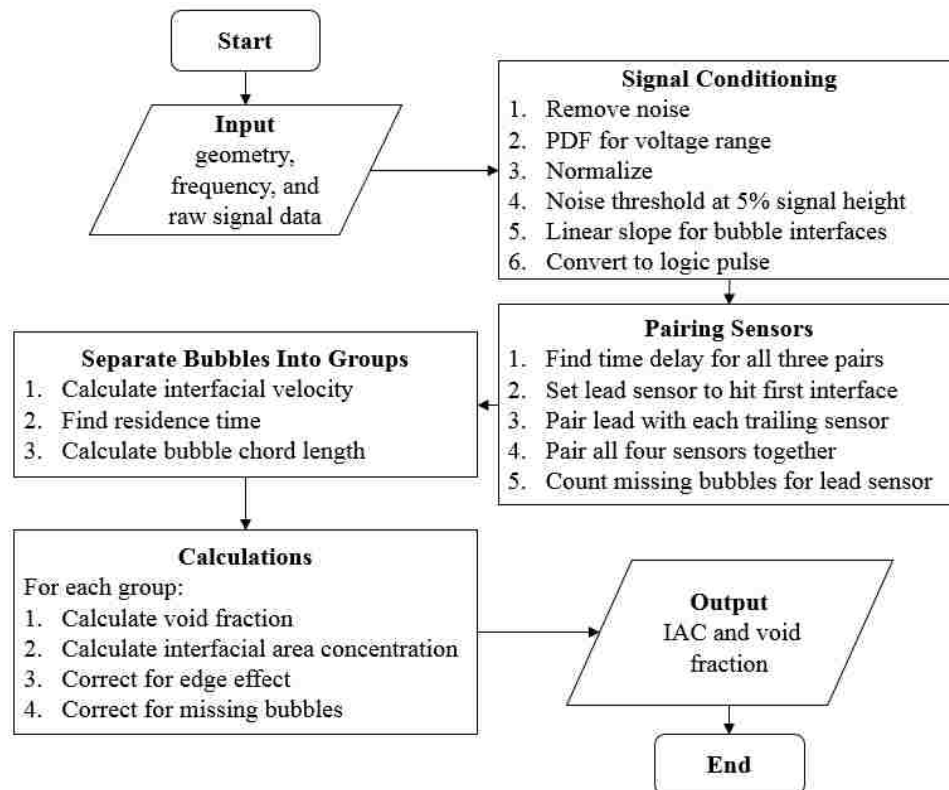 Start
Input
geometry,
frequency, and
raw signal data
Signal Conditioning
1. Remove noise
2. PDF for voltage range
3. Normalize
4. Noise threshold at 5% signal height
5. Linear slope for bubble interfaces
6. Convert to logic pulse
Pairing Sensors
1. Find time delay for all three pairs
2. Set lead sensor to hit first interface
3. Pair lead with each trailing sensor
4. Pair all four sensors together
5. Count missing bubbles for lead sensor
Separate Bubbles Into Groups
1. Calculate interfacial velocity
2. Find residence time
3. Calculate bubble chord length
Calculations
For each group:
1. Calculate void fraction
2. Calculate interfacial area concentration
3. Correct for edge effect
4. Correct for missing bubbles
Output
IAC and void
fraction
End